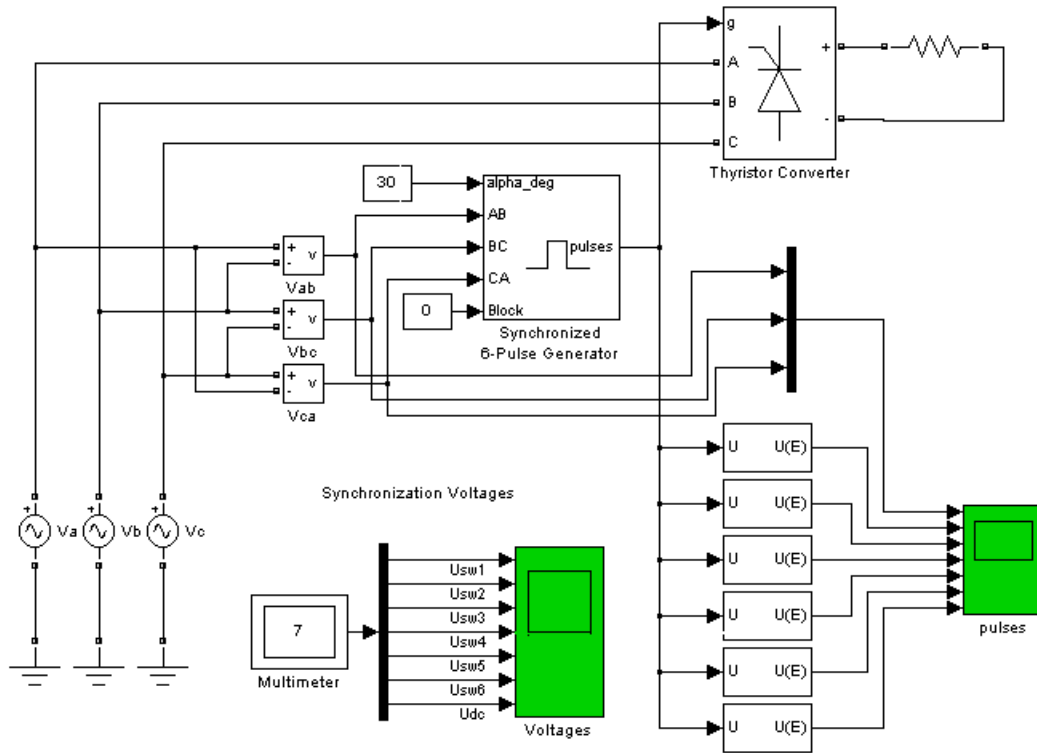 g
A
B
C
+
-
Thyristor Converter
30
alpha_deg
AB
BC
CA
Block
pulses
0
Synchronized
6-Pulse Generator
+
-
v
Vab
+
-
v
Vbc
+
-
v
Vca
+
Va
+
Vb
+
Vc
Synchronization Voltages
7
Multimeter
Usw1
Usw2
Usw3
Usw4
Usw5
Usw6
Udc
Voltages
U U(E)
U U(E)
U U(E)
U U(E)
U U(E)
U U(E)
pulses